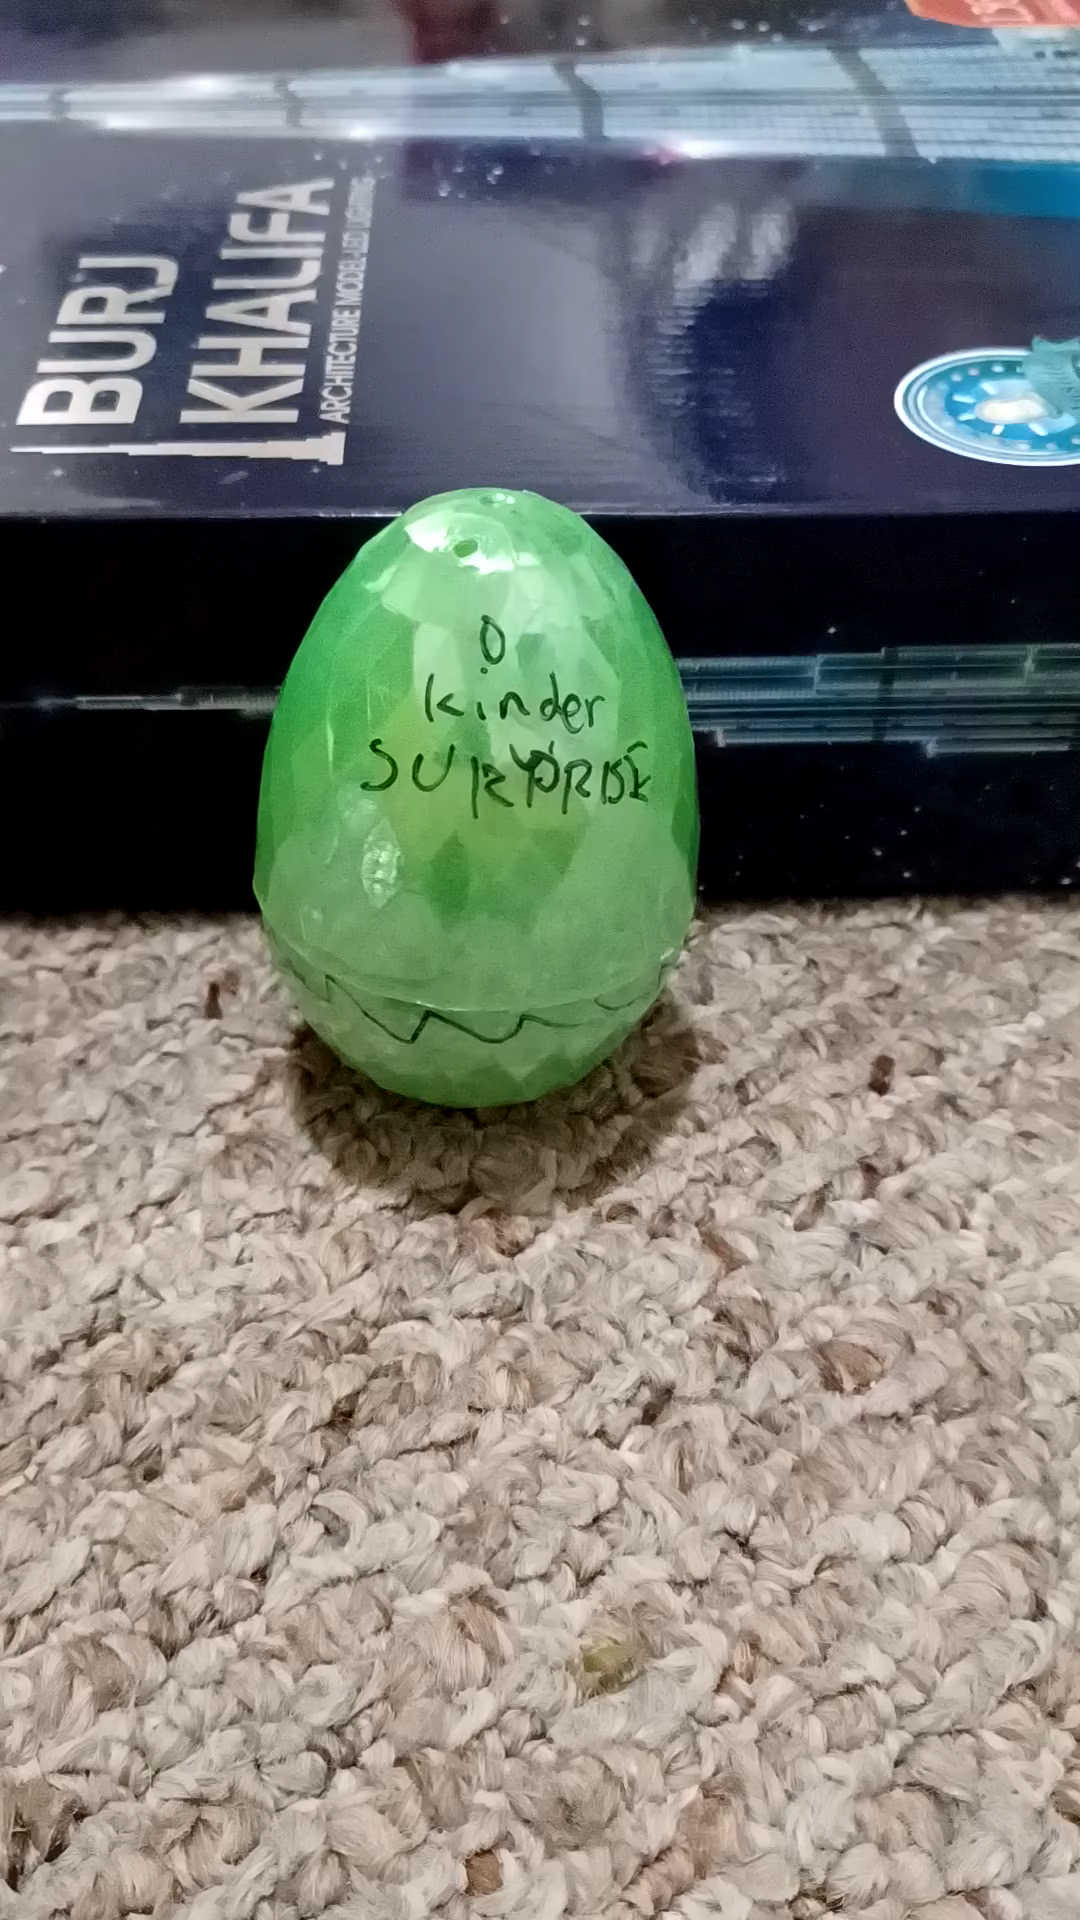 BURJ
KHALIFA
ARCHITECTURE MODEL-LED LIGHTING
0
kinder
SURPRISE